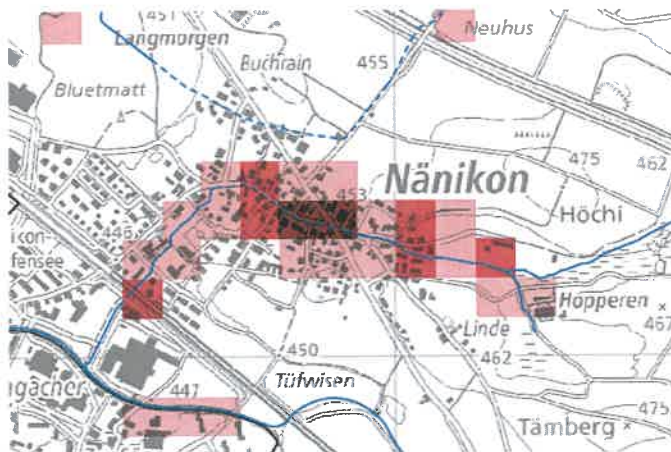 451
Langmorgen
Neuhus
Buchrain
455
Bluetmatt
475
462
Nänikon
453
Höchi
446
Hopperen
Linde
467
450
462
Tüfwisen
447
475
Tämberg